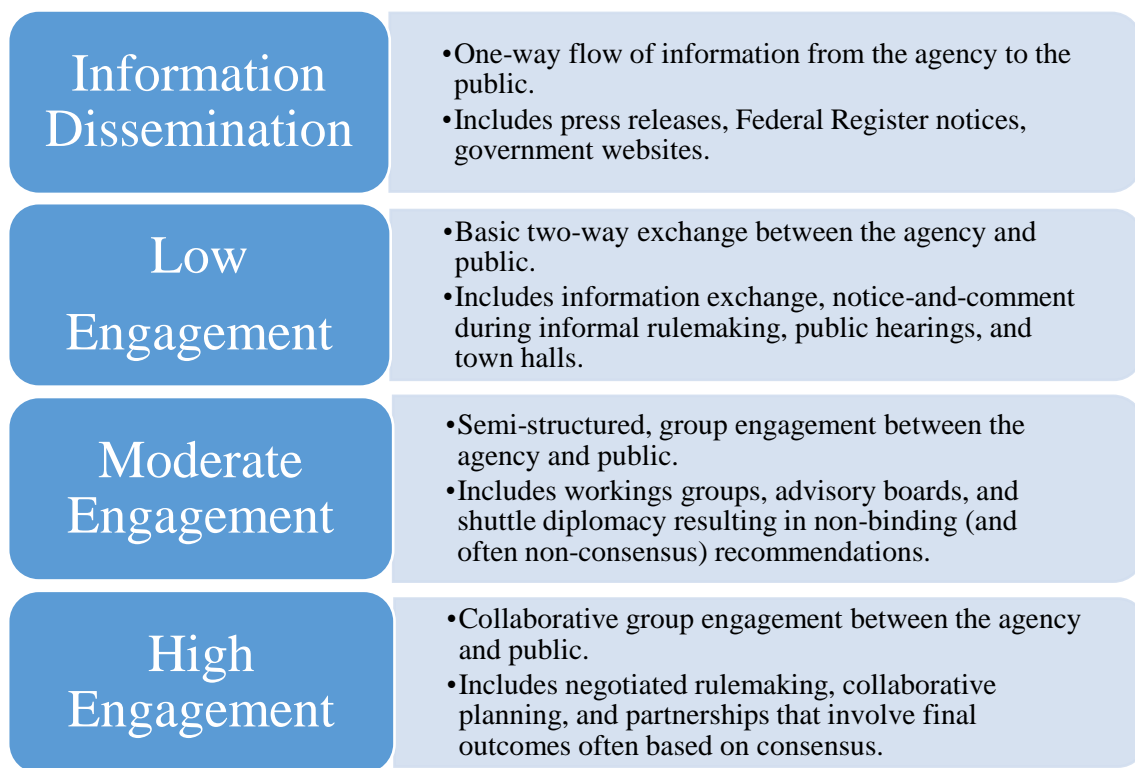 Information
Dissemination
•One-way flow of information from the agency to the
public.
•Includes press releases, Federal Register notices,
government websites.
Low
Engagement
•Basic two-way exchange between the agency and
public.
•Includes information exchange, notice-and-comment
during informal rulemaking, public hearings, and
town halls.
Moderate
Engagement
•Semi-structured, group engagement between the
agency and public.
•Includes workings groups, advisory boards, and
shuttle diplomacy resulting in non-binding (and
often non-consensus) recommendations.
High
Engagement
•Collaborative group engagement between the agency
and public.
•Includes negotiated rulemaking, collaborative
planning, and partnerships that involve final
outcomes often based on consensus.